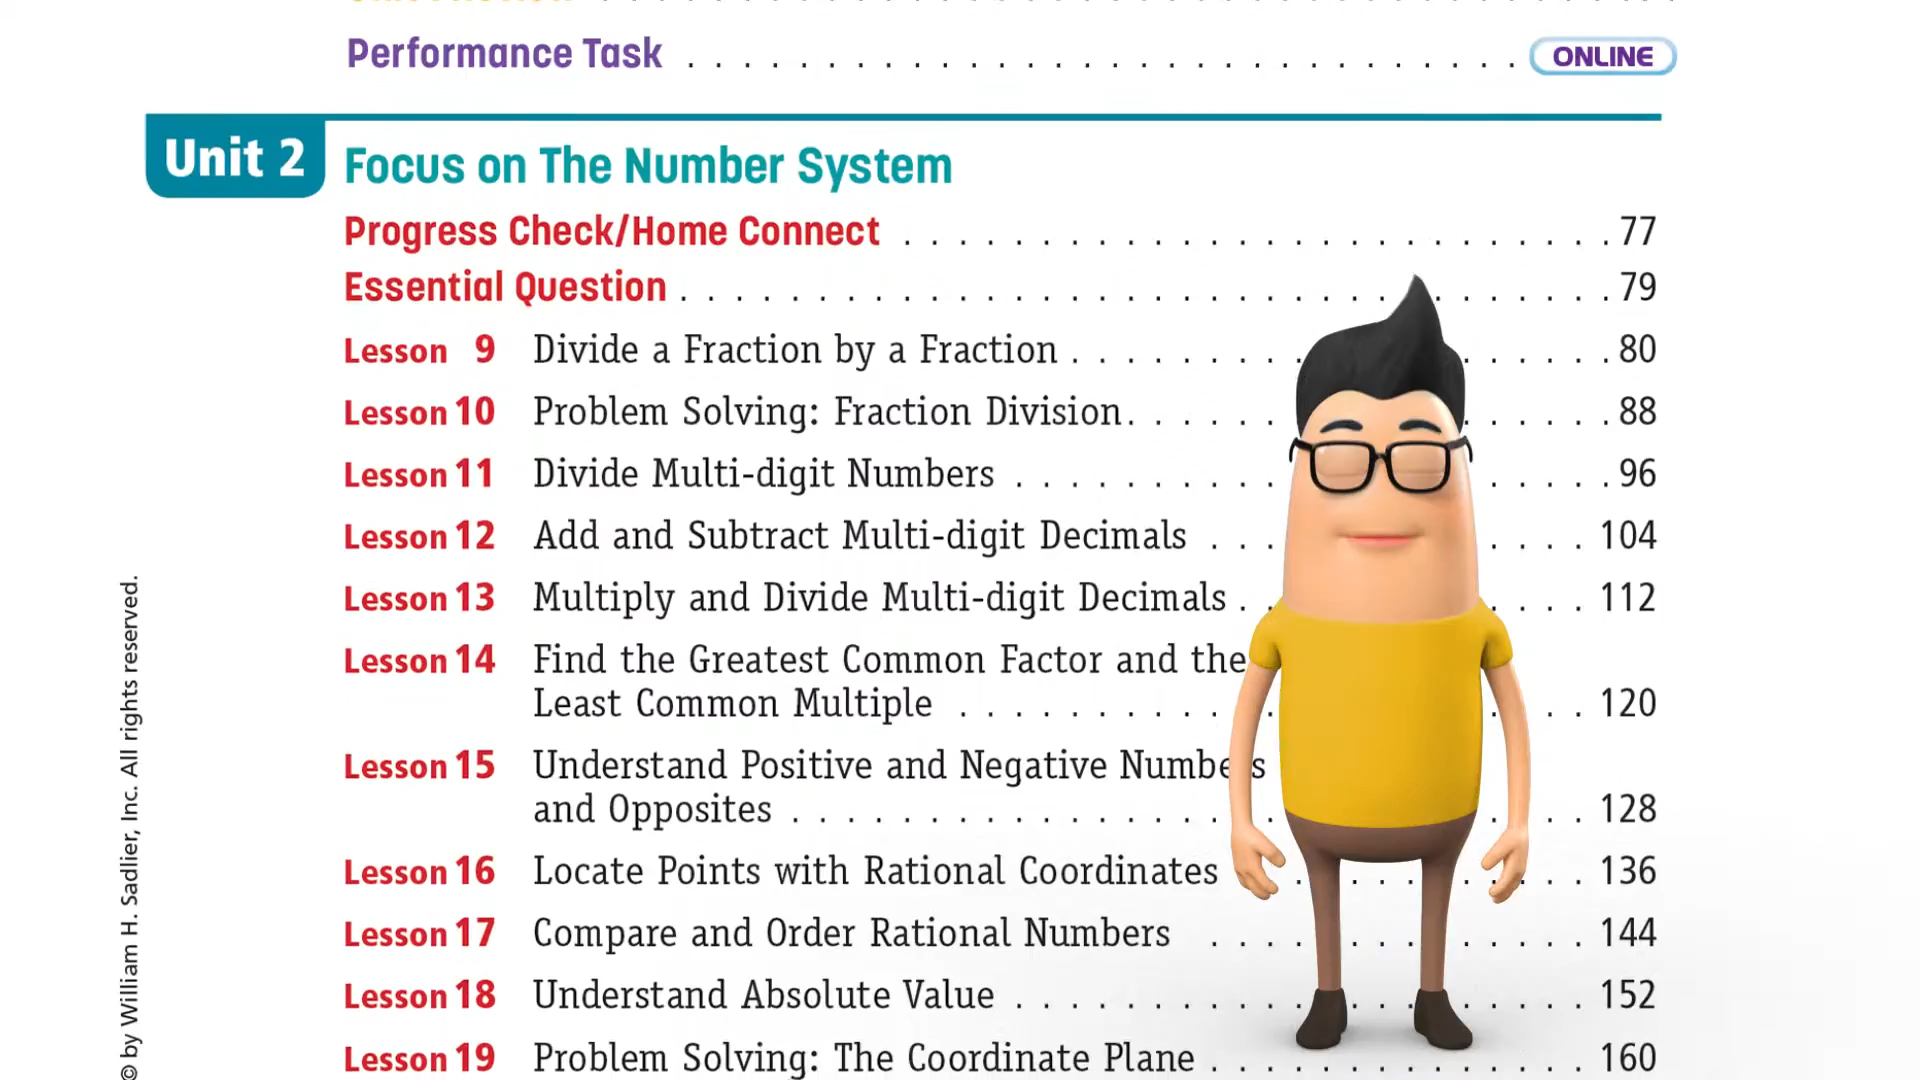 Performance Task . . . . . . . . . . . . . . . . . . . . . . . . . . . . . . ONLINE
Unit 2 Focus on The Number System
Progress Check/Home Connect . . . . . . . . . . . . . . . . . . . . . . . . . . 77
Essential Question . . . . . . . . . . . . . . . . . . . . . . . . . . . . . . . . . 79
Lesson 9 Divide a Fraction by a Fraction . . . . . . . . . . . . . . 80
Lesson 10 Problem Solving: Fraction Division . . . . . . . . . . . . 88
Lesson 11 Divide Multi-digit Numbers . . . . . . . . . . . . . . . 96
Lesson 12 Add and Subtract Multi-digit Decimals . . . . . . . 104
Lesson 13 Multiply and Divide Multi-digit Decimals . . . . . . 112
Lesson 14 Find the Greatest Common Factor and the
Least Common Multiple . . . . . . . . . . . . . . . 120
Lesson 15 Understand Positive and Negative Numbers
and Opposites . . . . . . . . . . . . . . . . . . . . . 128
Lesson 16 Locate Points with Rational Coordinates . . . . . . . . . 136
Lesson 17 Compare and Order Rational Numbers . . . . . . . . . . . . . . 144
Lesson 18 Understand Absolute Value . . . . . . . . . . . . . . . . . . . . . 152
Lesson 19 Problem Solving: The Coordinate Plane . . . . . . . . . . . . . . 160
© by William H. Sadlier, Inc. All rights reserved.